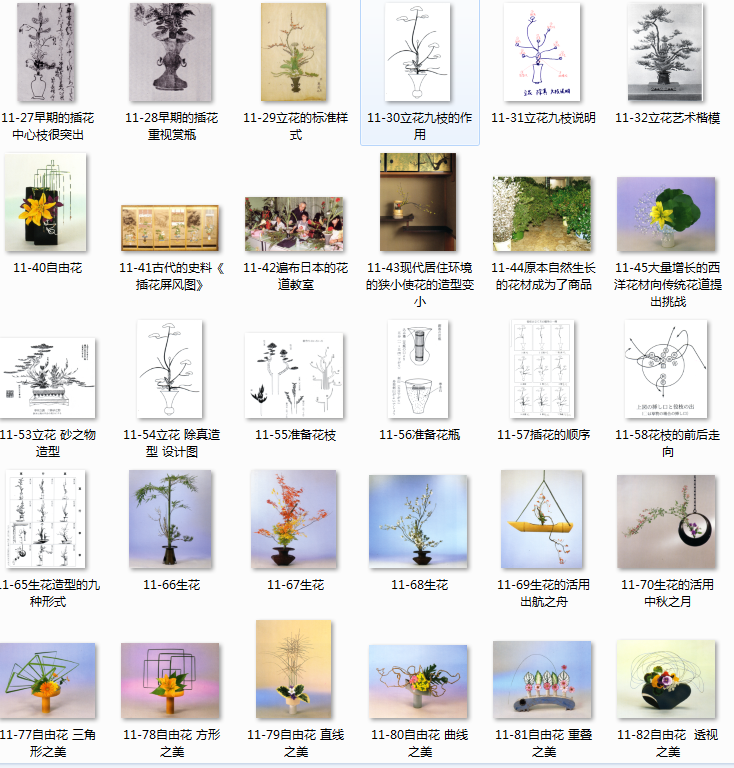 11-27早期的插花
中心枝很突出
11-28早期的插花
重视赏瓶
11-29立花的标准样
式
11-30立花九枝的作
用
11-31立花九枝说明
11-32立花艺术楷模
11-40自由花
11-41古代的史料《
插花屏风图》
11-42遍布日本的花
道教室
11-43现代居住环境
的狭小使花的造型变
小
11-44原本自然生长
的花材成为了商品
11-45大量增长的西
洋花材向传统花道提
出挑战
11-53立花 砂之物
造型
11-54立花 除真造
型 设计图
11-55准备花枝
11-56准备花瓶
11-57插花的顺序
11-58花枝的前后走
向
11-65生花造型的九
种形式
11-66生花
11-67生花
11-68生花
11-69生花的活用
出航之舟
11-70生花的活用
中秋之月
11-77自由花 三角
形之美
11-78自由花 方形
之美
11-79自由花 直线
之美
11-80自由花 曲线
之美
11-81自由花 重叠
之美
11-82自由花 透视
之美